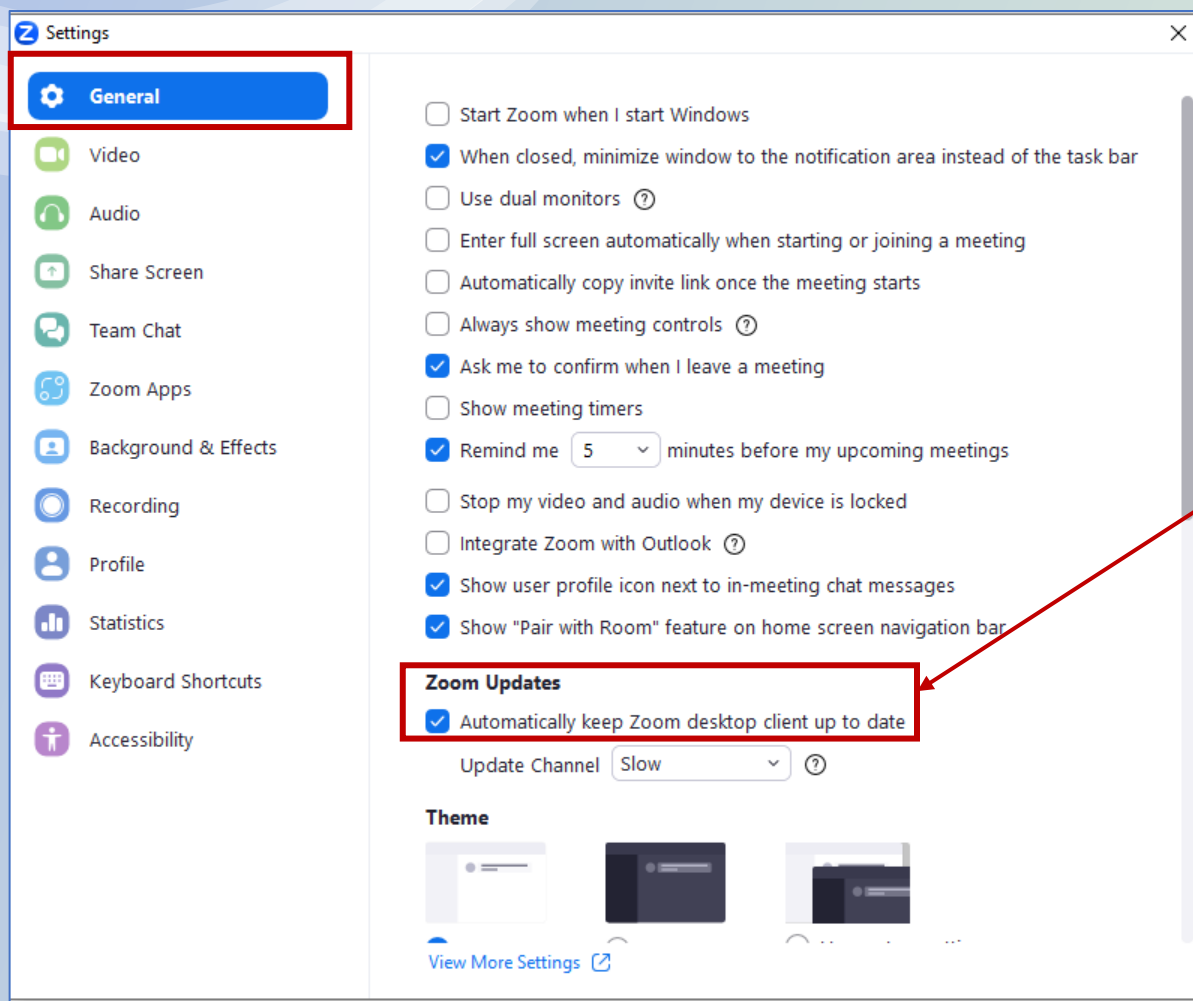 Settings
General
Video
Audio
Share Screen
Team Chat
Zoom Apps
Background & Effects
Recording
Profile
Statistics
Keyboard Shortcuts
Accessibility
Start Zoom when I start Windows
When closed, minimize window to the notification area instead of the task bar
Use dual monitors
Enter full screen automatically when starting or joining a meeting
Automatically copy invite link once the meeting starts
Always show meeting controls
Ask me to confirm when I leave a meeting
Show meeting timers
Remind me 5 minutes before my upcoming meetings
Stop my video and audio when my device is locked
Integrate Zoom with Outlook
Show user profile icon next to in-meeting chat messages
Show "Pair with Room" feature on home screen navigation bar
Zoom Updates
Automatically keep Zoom desktop client up to date
Update Channel Slow
Theme
View More Settings